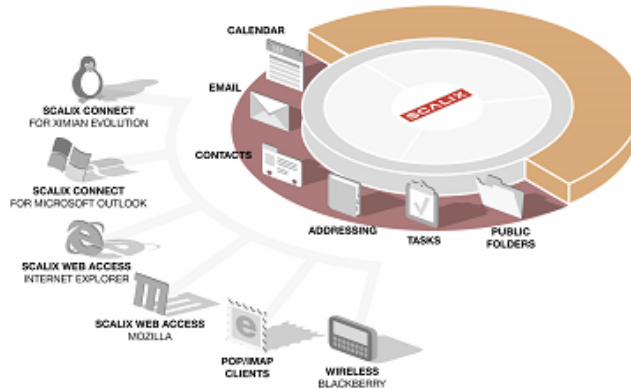 CALENDAR
EMAIL
CONTACTS
ADDRESSING
TASKS
PUBLIC
FOLDERS
SCALIX
SCALIX CONNECT
FOR XIMIAN EVOLUTION
SCALIX CONNECT
FOR MICROSOFT OUTLOOK
SCALIX WEB ACCESS
INTERNET EXPLORER
SCALIX WEB ACCESS
MOZILLA
POP/IMAP
CLIENTS
WIRELESS
BLACKBERRY